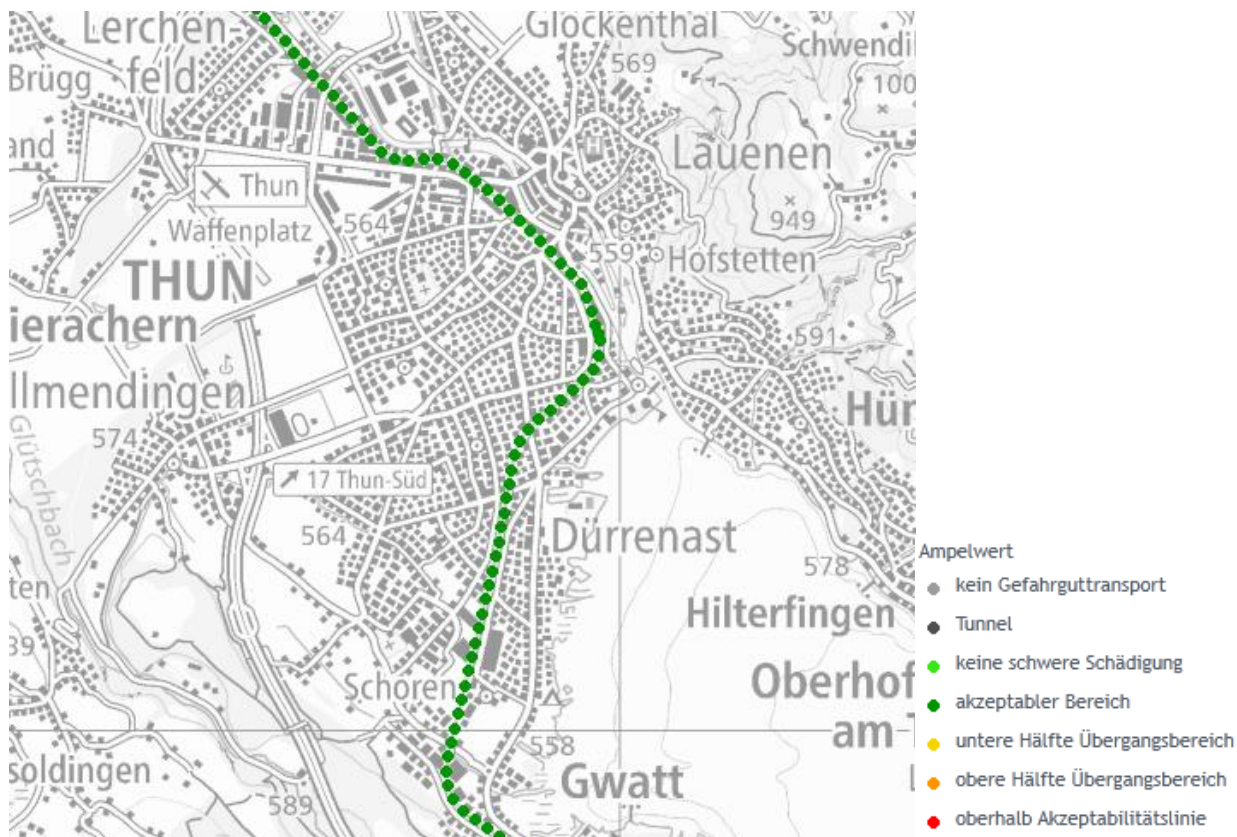 Lerchen-
feld
Glockenthal
Brügg
569
Schwendi
100
and
Lauenen
Thun
949
Waffenplatz
564
559
Hofstetten
THUN
ierachern
591
llmendingen
Hün
574
Glütschbach
17 Thun-Süd
564
Dürrenast
578
ten
Hilterfingen
39
Schoren
Oberhof
am T
558
soldingen
Gwatt
589
Ampelwert
kein Gefahrguttransport
Tunnel
keine schwere Schädigung
akzeptabler Bereich
untere Hälfte Übergangsbereich
obere Hälfte Übergangsbereich
oberhalb Akzeptabilitätslinie